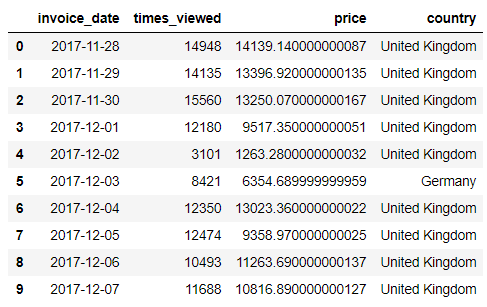 invoice_date times_viewed price country
0 2017-11-28 14948 14139.140000000087 United Kingdom
1 2017-11-29 14135 13396.920000000135 United Kingdom
2 2017-11-30 15560 13250.070000000167 United Kingdom
3 2017-12-01 12180 9517.350000000051 United Kingdom
4 2017-12-02 3101 1263.2800000000032 United Kingdom
5 2017-12-03 8421 6354.689999999959 Germany
6 2017-12-04 12350 13023.360000000022 United Kingdom
7 2017-12-05 12474 9358.970000000025 United Kingdom
8 2017-12-06 10493 11263.690000000137 United Kingdom
9 2017-12-07 11688 10816.890000000127 United Kingdom